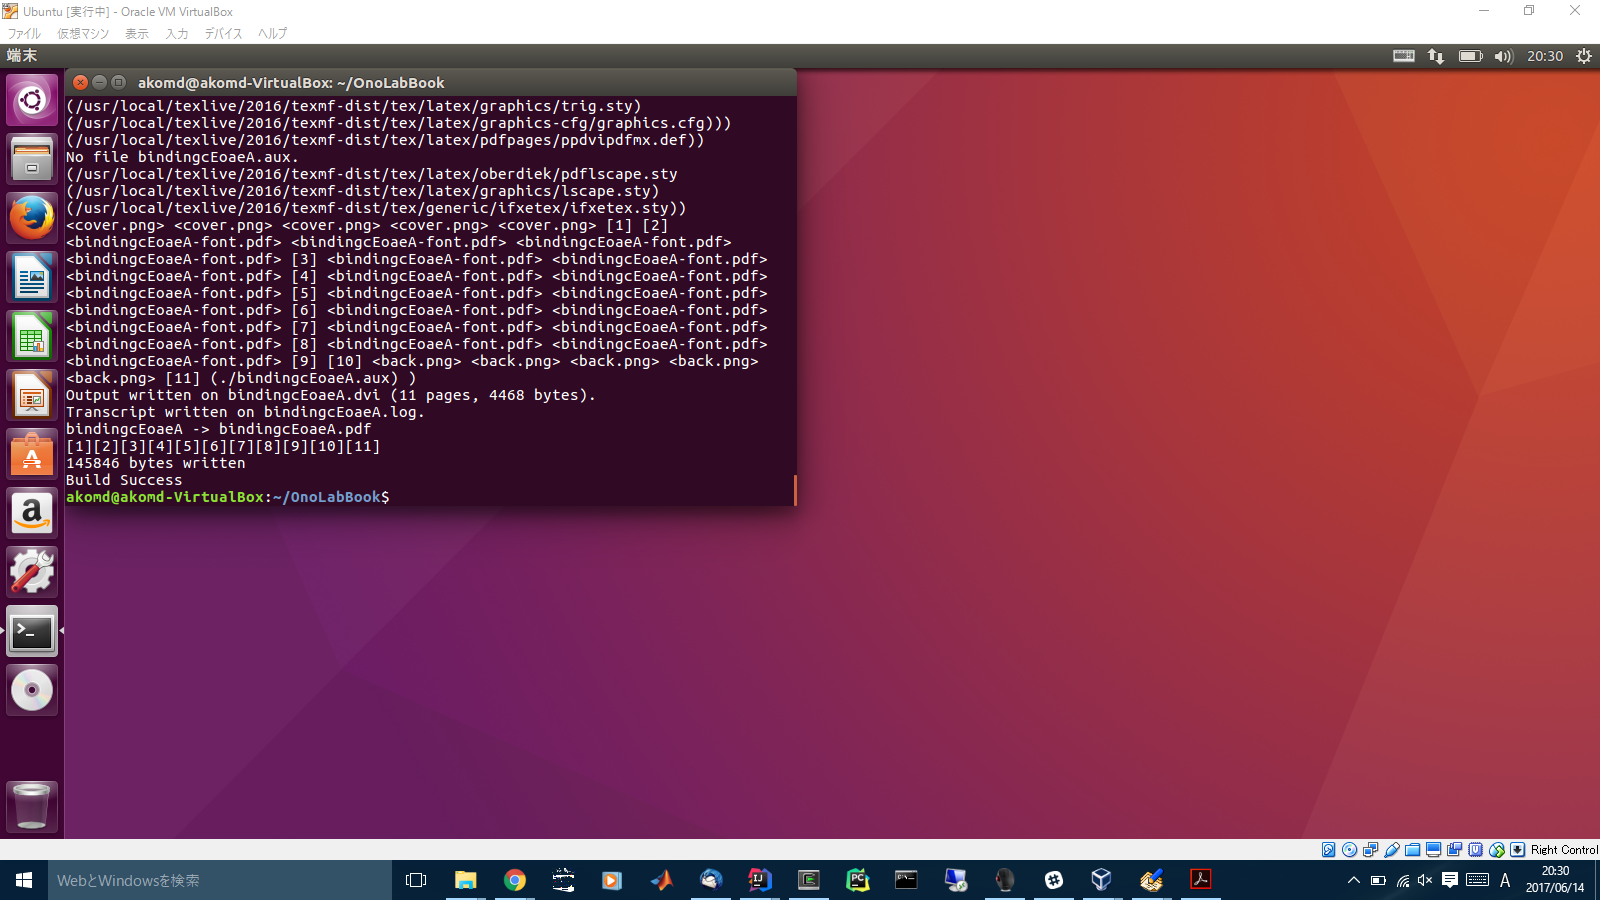 Ubuntu [実行中] - Oracle VM VirtualBox
ファイル 仮想マシン 表示 入力 デバイス ヘルプ
端末 20:30
akomd@akomd-VirtualBox: ~/OnoLabBook
(/usr/local/texlive/2016/texmf-dist/tex/latex/graphics/trig.sty)
(/usr/local/texlive/2016/texmf-dist/tex/latex/graphics-cfg/graphics.cfg)))
(/usr/local/texlive/2016/texmf-dist/tex/latex/pdfpages/ppdvipdfmx.def))
No file bindingcEoaeA.aux.
(/usr/local/texlive/2016/texmf-dist/tex/latex/oberdiek/pdflscape.sty
(/usr/local/texlive/2016/texmf-dist/tex/latex/graphics/lscape.sty)
(/usr/local/texlive/2016/texmf-dist/tex/generic/ifxetex/ifxetex.sty))
<cover.png> <cover.png> <cover.png> <cover.png> <cover.png> [1] [2]
<bindingcEoaeA-font.pdf> <bindingcEoaeA-font.pdf> <bindingcEoaeA-font.pdf>
<bindingcEoaeA-font.pdf> [3] <bindingcEoaeA-font.pdf> <bindingcEoaeA-font.pdf>
<bindingcEoaeA-font.pdf> [4] <bindingcEoaeA-font.pdf> <bindingcEoaeA-font.pdf>
<bindingcEoaeA-font.pdf> [5] <bindingcEoaeA-font.pdf> <bindingcEoaeA-font.pdf>
<bindingcEoaeA-font.pdf> [6] <bindingcEoaeA-font.pdf> <bindingcEoaeA-font.pdf>
<bindingcEoaeA-font.pdf> [7] <bindingcEoaeA-font.pdf> <bindingcEoaeA-font.pdf>
<bindingcEoaeA-font.pdf> [8] <bindingcEoaeA-font.pdf> <bindingcEoaeA-font.pdf>
<bindingcEoaeA-font.pdf> [9] [10] <back.png> <back.png> <back.png> <back.png>
<back.png> [11] (./bindingcEoaeA.aux) )
Output written on bindingcEoaeA.dvi (11 pages, 4468 bytes).
Transcript written on bindingcEoaeA.log.
bindingcEoaeA -> bindingcEoaeA.pdf
[1][2][3][4][5][6][7][8][9][10][11]
145846 bytes written
Build Success
akomd@akomd-VirtualBox:~/OnoLabBook$
Right Control
WebとWindowsを検索
A
20:30
2017/06/14